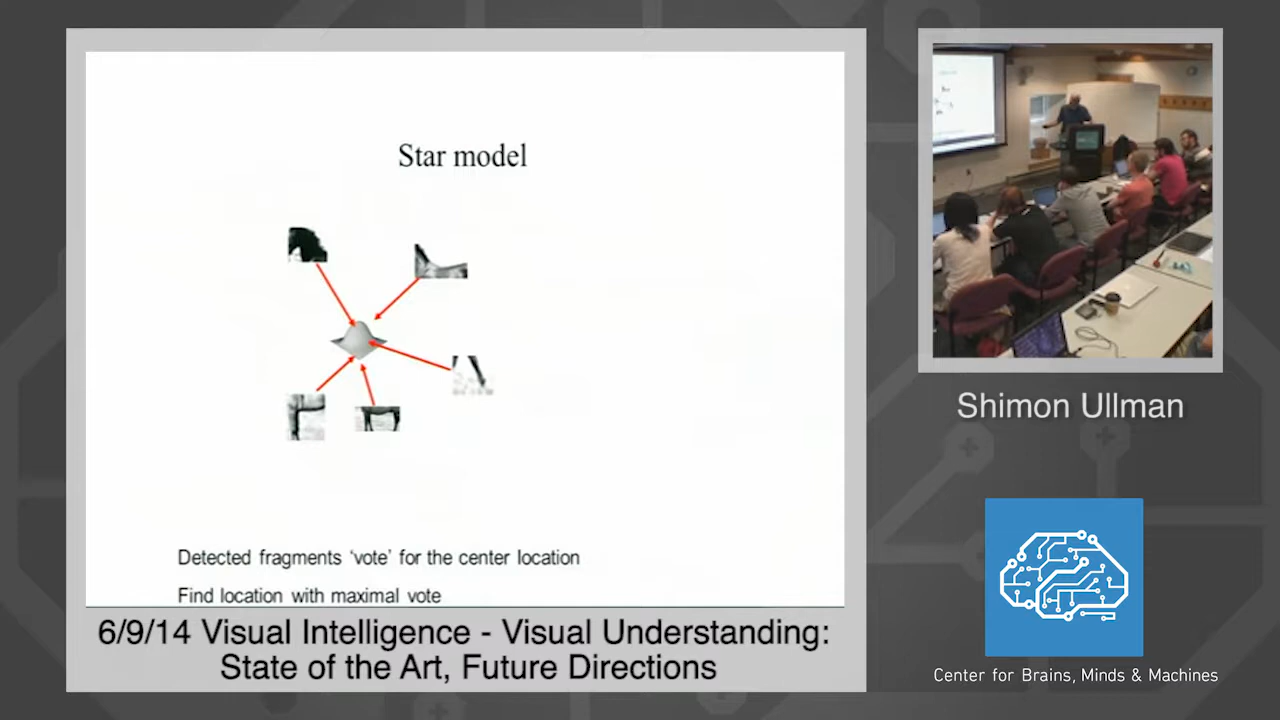 Star model
Detected fragments ‘vote’ for the center location
Find location with maximal vote
6/9/14 Visual Intelligence - Visual Understanding:
State of the Art, Future Directions
Shimon Ullman
Center for Brains, Minds & Machines